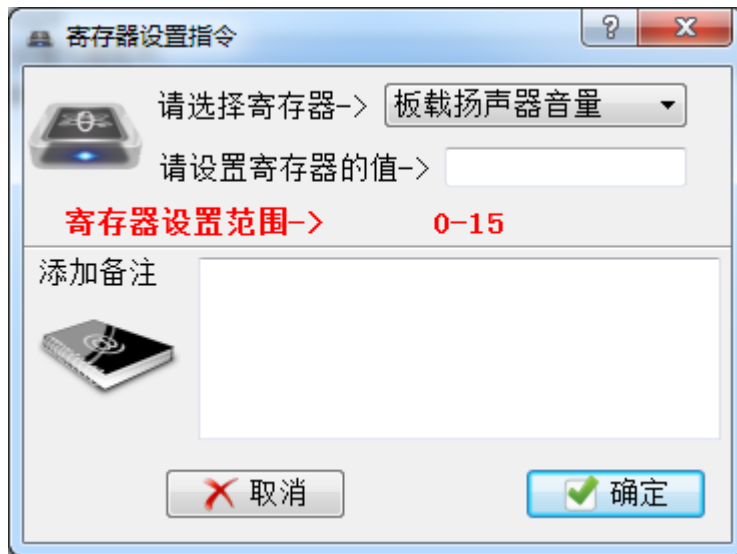 寄存器设置指令
请选择寄存器-> 板载扬声器音量
请设置寄存器的值->
寄存器设置范围-> 0-15
添加备注
取消 确定